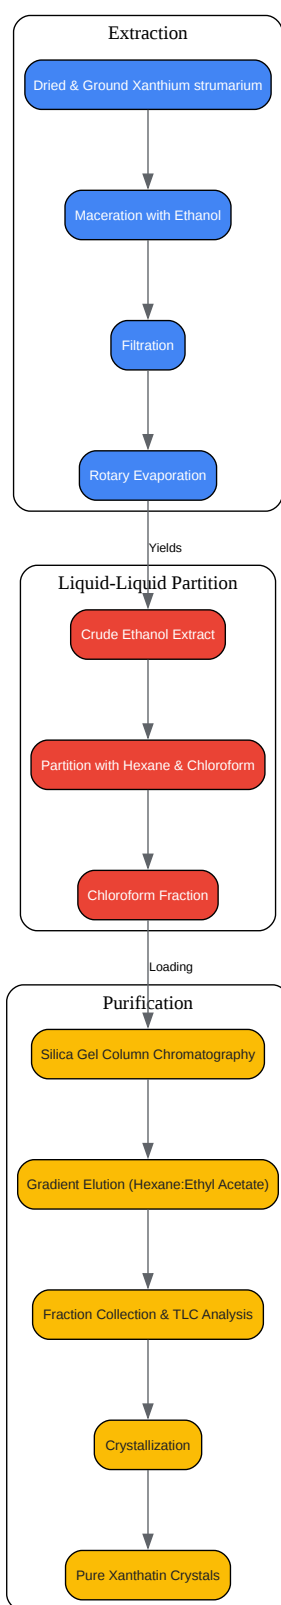 Extraction
Dried & Ground Xanthium strumarium
Maceration with Ethanol
Filtration
Rotary Evaporation
Yields
Liquid-Liquid Partition
Crude Ethanol Extract
Partition with Hexane & Chloroform
Chloroform Fraction
Loading
Purification
Silica Gel Column Chromatography
Gradient Elution (Hexane:Ethyl Acetate)
Fraction Collection & TLC Analysis
Crystallization
Pure Xanthatin Crystals